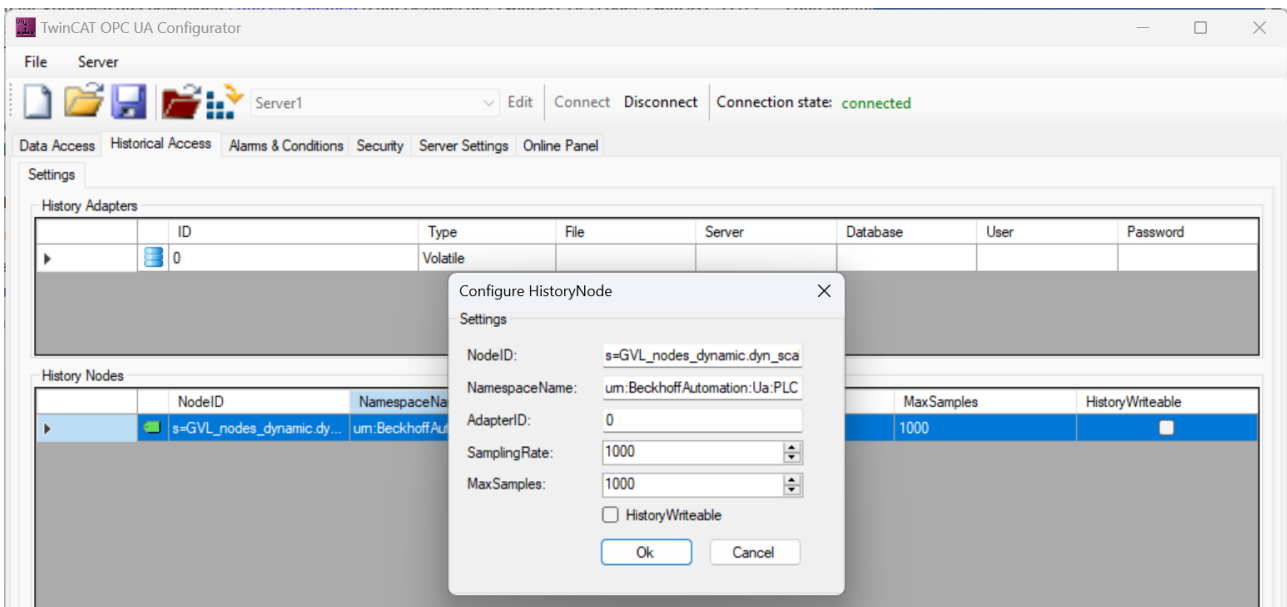 TwinCAT OPC UA Configurator
File Server
Server1 Edit Connect Disconnect Connection state: connected
Data Access Historical Access Alarms & Conditions Security Server Settings Online Panel
Settings
History Adapters
ID Type File Server Database User Password
0 Volatile
Configure HistoryNode
Settings
NodeID: s=GVL_nodes_dynamic.dyn_sca
NamespaceName: urn:BeckhoffAutomation:Ua:PLC
AdapterID: 0
SamplingRate: 1000
MaxSamples: 1000
HistoryWriteable
Ok Cancel
History Nodes
NodeID NamespaceNa MaxSamples HistoryWriteable
s=GVL_nodes_dynamic.dy... urn:BeckhoffAut 1000